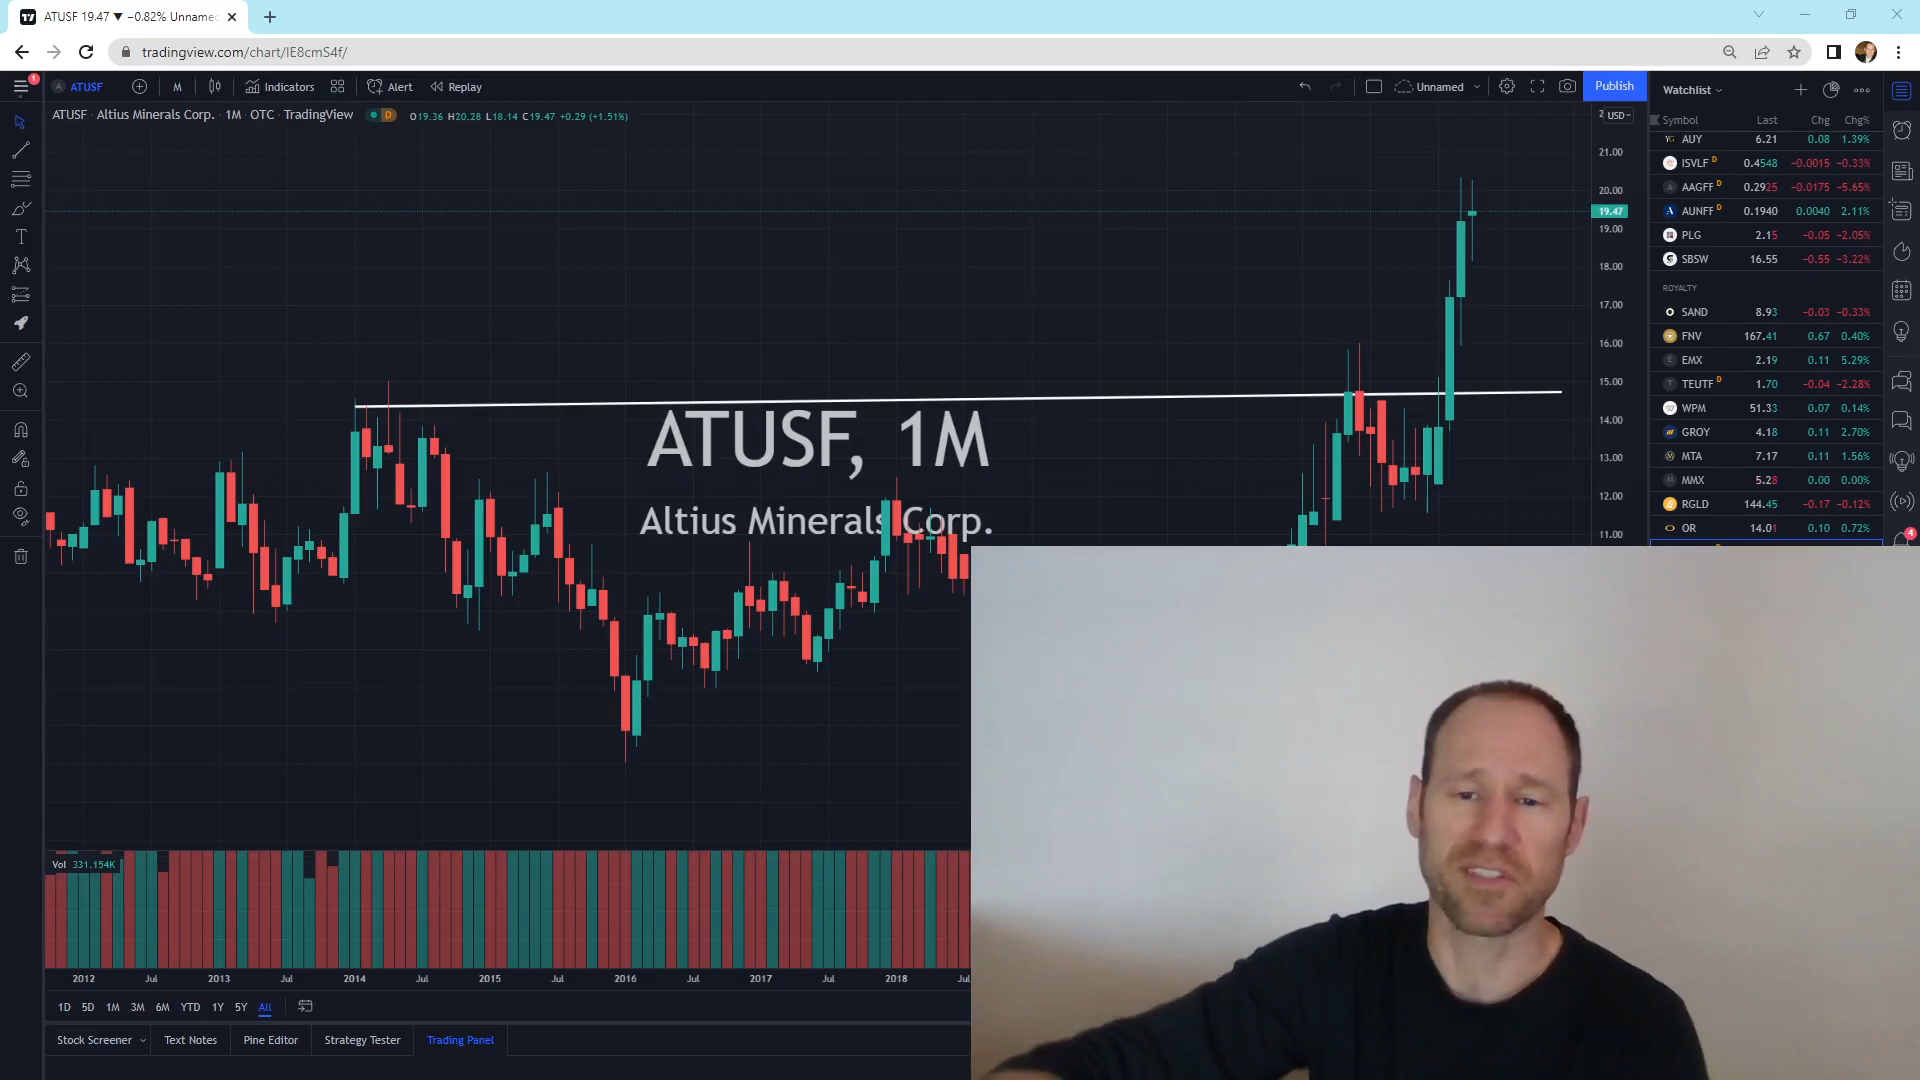 ATUSF 19.47 ▼ −0.82% Unnamed
tradingview.com/chart/IE8cmS4f/
1
ATUSF
M
Indicators
Alert
Replay
Unnamed
Publish
ATUSF · Altius Minerals Corp. · 1M · OTC · TradingView
D
O19.36 H20.28 L18.14 C19.47 +0.29 (+1.51%)
USD
21.00
20.00
19.47
19.00
18.00
17.00
16.00
15.00
14.00
13.00
12.00
11.00
ATUSF, 1M
Altius Minerals Corp.
Vol 331.154K
2012 Jul 2013 Jul 2014 Jul 2015 Jul 2016 Jul 2017 Jul 2018 Jul
1D 5D 1M 3M 6M YTD 1Y 5Y All
Stock Screener Text Notes Pine Editor Strategy Tester Trading Panel
Watchlist
Symbol Last Chg Chg%
AUY 6.21 0.08 1.39%
ISVLF D 0.4548 −0.0015 −0.33%
AAGFF D 0.2925 −0.0175 −5.65%
AUNFF D 0.1940 0.0040 2.11%
PLG 2.15 −0.05 −2.05%
SBSW 16.55 −0.55 −3.22%
ROYALTY
SAND 8.93 −0.03 −0.33%
FNV 167.41 0.67 0.40%
EMX 2.19 0.11 5.29%
TEUTF D 1.70 −0.04 −2.28%
WPM 51.33 0.07 0.14%
GROY 4.18 0.11 2.70%
MTA 7.17 0.11 1.56%
MMX 5.28 0.00 0.00%
RGLD 144.45 −0.17 −0.12%
OR 14.01 0.10 0.72%
4